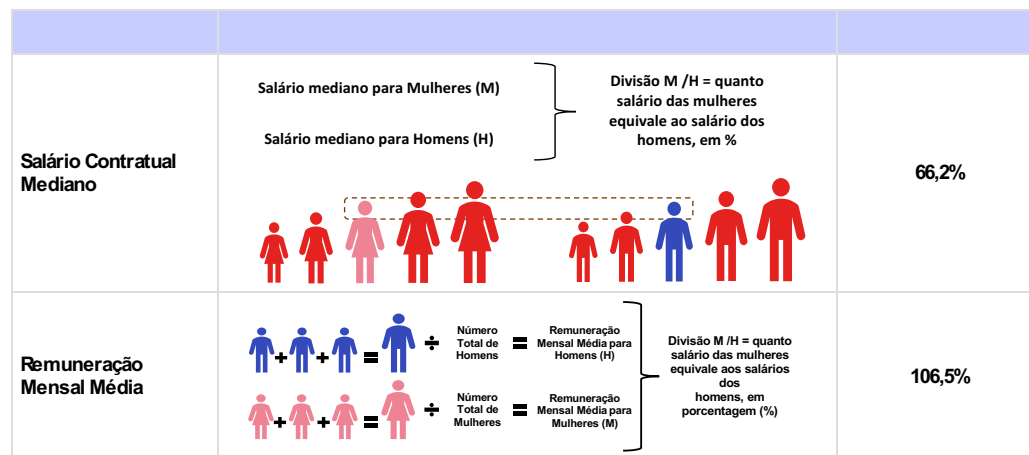 Salário Contratual
Mediano
Salário mediano para Mulheres (M)
Salário mediano para Homens (H)
Divisão M /H = quanto
salário das mulheres
equivale ao salário dos
homens, em %
66,2%
Remuneração
Mensal Média
+ + = ÷
Número
Total de
Homens
=
Remuneração
Mensal Média para
Homens (H)
+ + = ÷
Número
Total de
Mulheres
=
Remuneração
Mensal Média para
Mulheres (M)
Divisão M /H = quanto
salário das mulheres
equivale aos salários
dos
homens, em
porcentagem (%)
106,5%